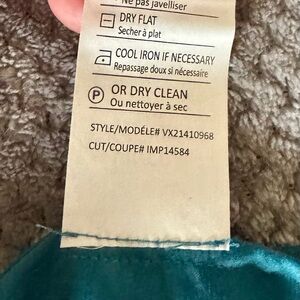 Ne pas javelliser
DRY FLAT
Secher à plat
COOL IRON IF NECESSARY
Repassage doux si nécessaire
P OR DRY CLEAN
Ou nettoyer à sec
STYLE/MODÉLE# VX21410968
CUT/COUPE# IMP14584